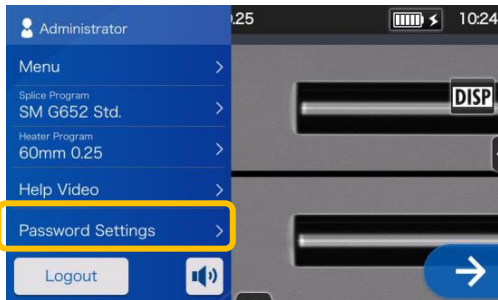 Administrator
.25
10:24
Menu
Splice Program
SM G652 Std.
DISP
Heater Program
60mm 0.25
Help Video
Password Settings
Logout